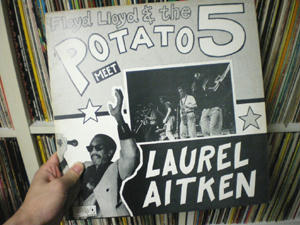 Floyd Lloyd & the
POTATO 5
MEET
LAUREL
AITKEN